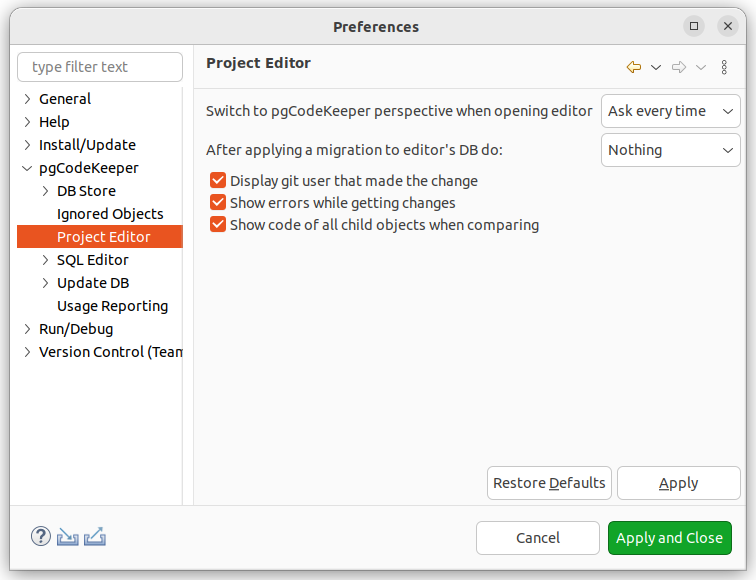 Preferences
type filter text
General
Help
Install/Update
pgCodeKeeper
DB Store
Ignored Objects
Project Editor
SQL Editor
Update DB
Usage Reporting
Run/Debug
Version Control (Team
Project Editor
Switch to pgCodeKeeper perspective when opening editor Ask every time
After applying a migration to editor's DB do: Nothing
Display git user that made the change
Show errors while getting changes
Show code of all child objects when comparing
Restore Defaults Apply
? Cancel Apply and Close